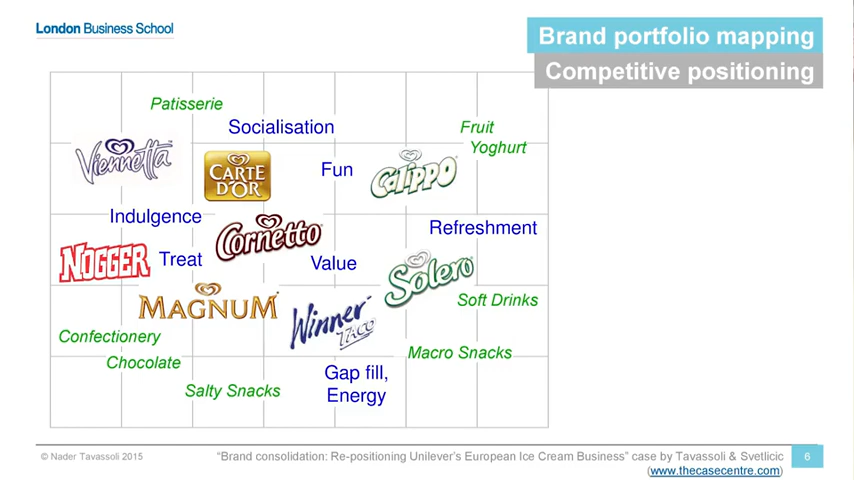 London Business School
Brand portfolio mapping
Competitive positioning
Patisserie
Socialisation
Fruit
Yoghurt
Viennetta
CARTE
D'OR
Fun
Calippo
Indulgence
Cornetto
Refreshment
NOGGER
Treat
Value
Solero
MAGNUM
Winner
TACO
Soft Drinks
Confectionery
Chocolate
Macro Snacks
Salty Snacks
Gap fill,
Energy
© Nader Tavassoli 2015
“Brand consolidation: Re-positioning Unilever’s European Ice Cream Business” case by Tavassoli & Svetlicic
(www.thecasecentre.com)
6